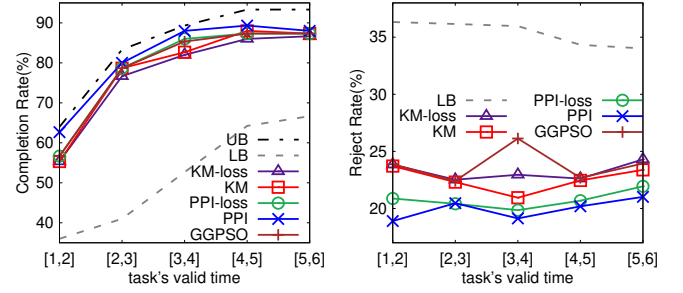 Completion Rate(%)
90
80
70
60
50
40
UB
LB
KM-loss
KM
PPI-loss
PPI
GGPSO
[1,2] [2,3] [3,4] [4,5] [5,6]
task's valid time
Reject Rate(%)
35
30
25
20
LB
KM-loss
KM
PPI-loss
PPI
GGPSO
[1,2] [2,3] [3,4] [4,5] [5,6]
task's valid time